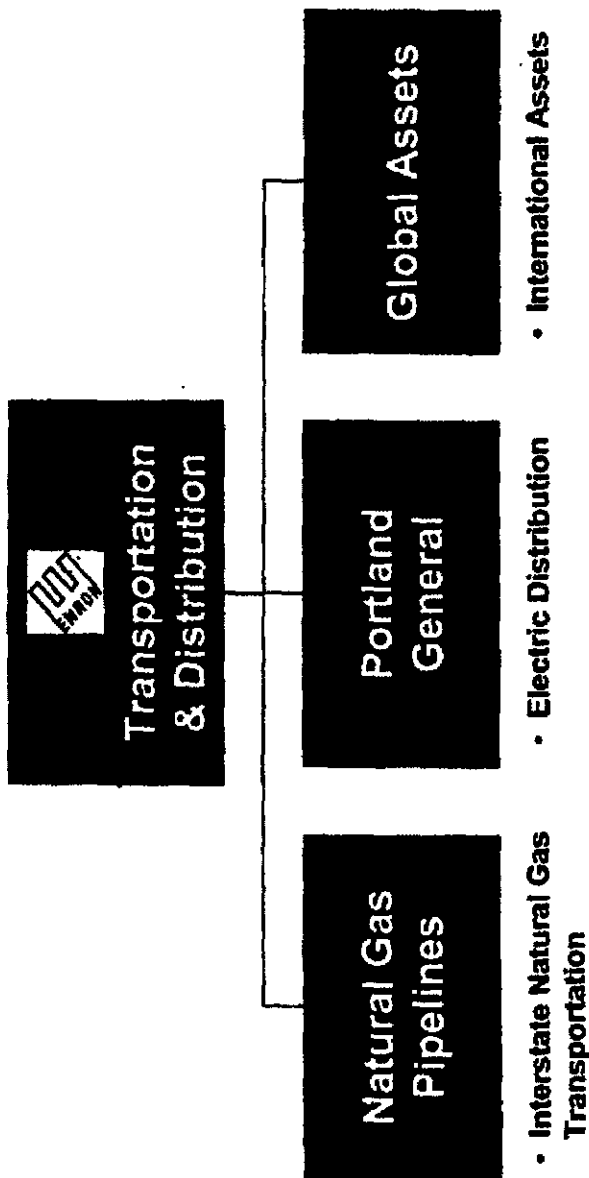 ENRON
Transportation
& Distribution
Natural Gas
Pipelines
• Interstate Natural Gas
Transportation
Portland
General
• Electric Distribution
Global Assets
• International Assets